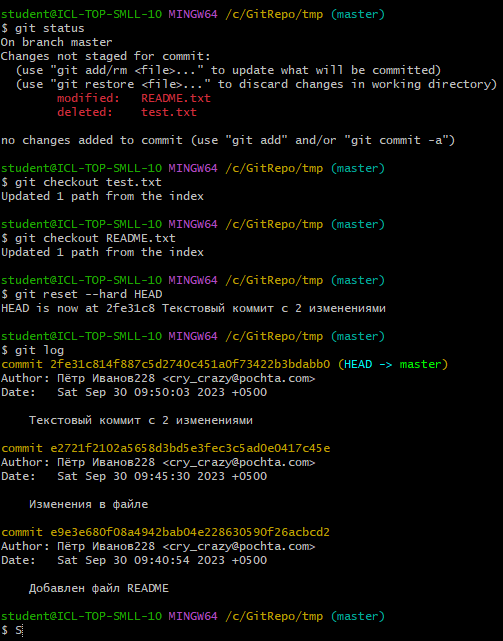 student@ICL-TOP-SMLL-10 MINGW64 /c/GitRepo/tmp (master)
$ git status
On branch master
Changes not staged for commit:
  (use "git add/rm <file>..." to update what will be committed)
  (use "git restore <file>..." to discard changes in working directory)
        modified:   README.txt
        deleted:    test.txt

no changes added to commit (use "git add" and/or "git commit -a")

student@ICL-TOP-SMLL-10 MINGW64 /c/GitRepo/tmp (master)
$ git checkout test.txt
Updated 1 path from the index

student@ICL-TOP-SMLL-10 MINGW64 /c/GitRepo/tmp (master)
$ git checkout README.txt
Updated 1 path from the index

student@ICL-TOP-SMLL-10 MINGW64 /c/GitRepo/tmp (master)
$ git reset --hard HEAD
HEAD is now at 2fe31c8 Текстовый коммит с 2 изменениями

student@ICL-TOP-SMLL-10 MINGW64 /c/GitRepo/tmp (master)
$ git log
commit 2fe31c814f887c5d2740c451a0f73422b3bdabb0 (HEAD -> master)
Author: Пётр Иванов228 <cry_crazy@pochta.com>
Date:   Sat Sep 30 09:50:03 2023 +0500

    Текстовый коммит с 2 изменениями

commit e2721f2102a5658d3bd5e3fec3c5ad0e0417c45e
Author: Пётр Иванов228 <cry_crazy@pochta.com>
Date:   Sat Sep 30 09:45:30 2023 +0500

    Изменения в файле

commit e9e3e680f08a4942bab04e228630590f26acbcd2
Author: Пётр Иванов228 <cry_crazy@pochta.com>
Date:   Sat Sep 30 09:40:54 2023 +0500

    Добавлен файл README

student@ICL-TOP-SMLL-10 MINGW64 /c/GitRepo/tmp (master)
$ S